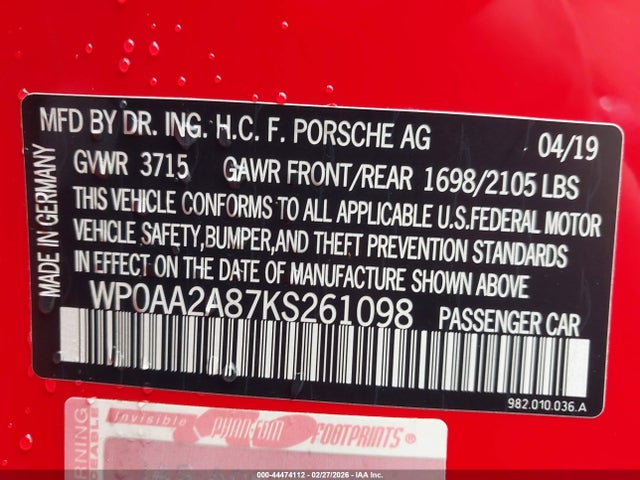 MFD BY DR. ING. H.C. F. PORSCHE AG 04/19
GVWR 3715 GAWR FRONT/REAR 1698/2105 LBS
THIS VEHICLE CONFORMS TO ALL APPLICABLE U.S.FEDERAL MOTOR
VEHICLE SAFETY,BUMPER,AND THEFT PREVENTION STANDARDS
IN EFFECT ON THE DATE OF MANUFACTURE SHOWN ABOVE
WP0AA2A87KS261098 PASSENGER CAR
MADE IN GERMANY
982.010.036.A
invisible PHANTOM FOOTPRINTS®
000-44474112 - 02/27/2026 - IAA Inc.